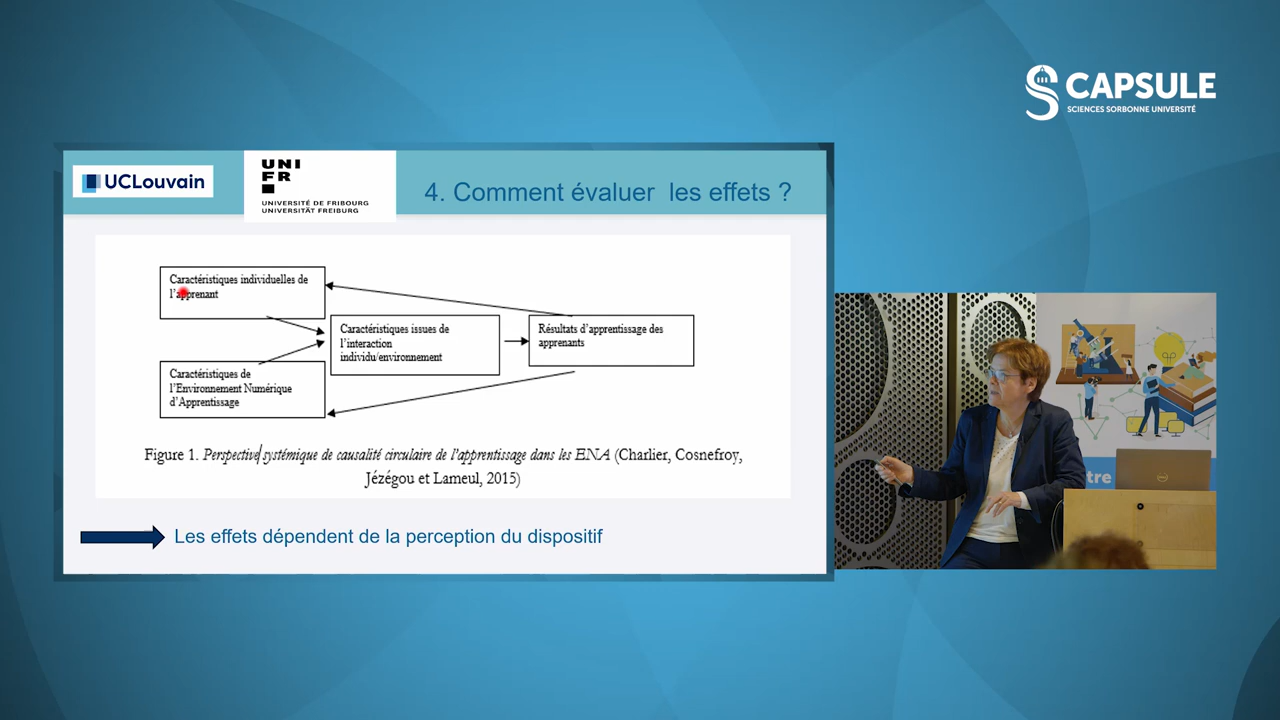 CAPSULE
SCIENCES SORBONNE UNIVERSITÉ
UCLouvain
UNI
FR
UNIVERSITÉ DE FRIBOURG
UNIVERSITÄT FREIBURG
4. Comment évaluer les effets ?
Caractéristiques individuelles de
l'apprenant
Caractéristiques issues de
l'interaction
individu/environnement
Résultats d'apprentissage des
apprenants
Caractéristiques de
l'Environnement Numérique
d'Apprentissage
Figure 1. Perspective systémique de causalité circulaire de l'apprentissage dans les ENA (Charlier, Cosnefroy,
Jézégou et Lameul, 2015)
Les effets dépendent de la perception du dispositif
tre
DELL